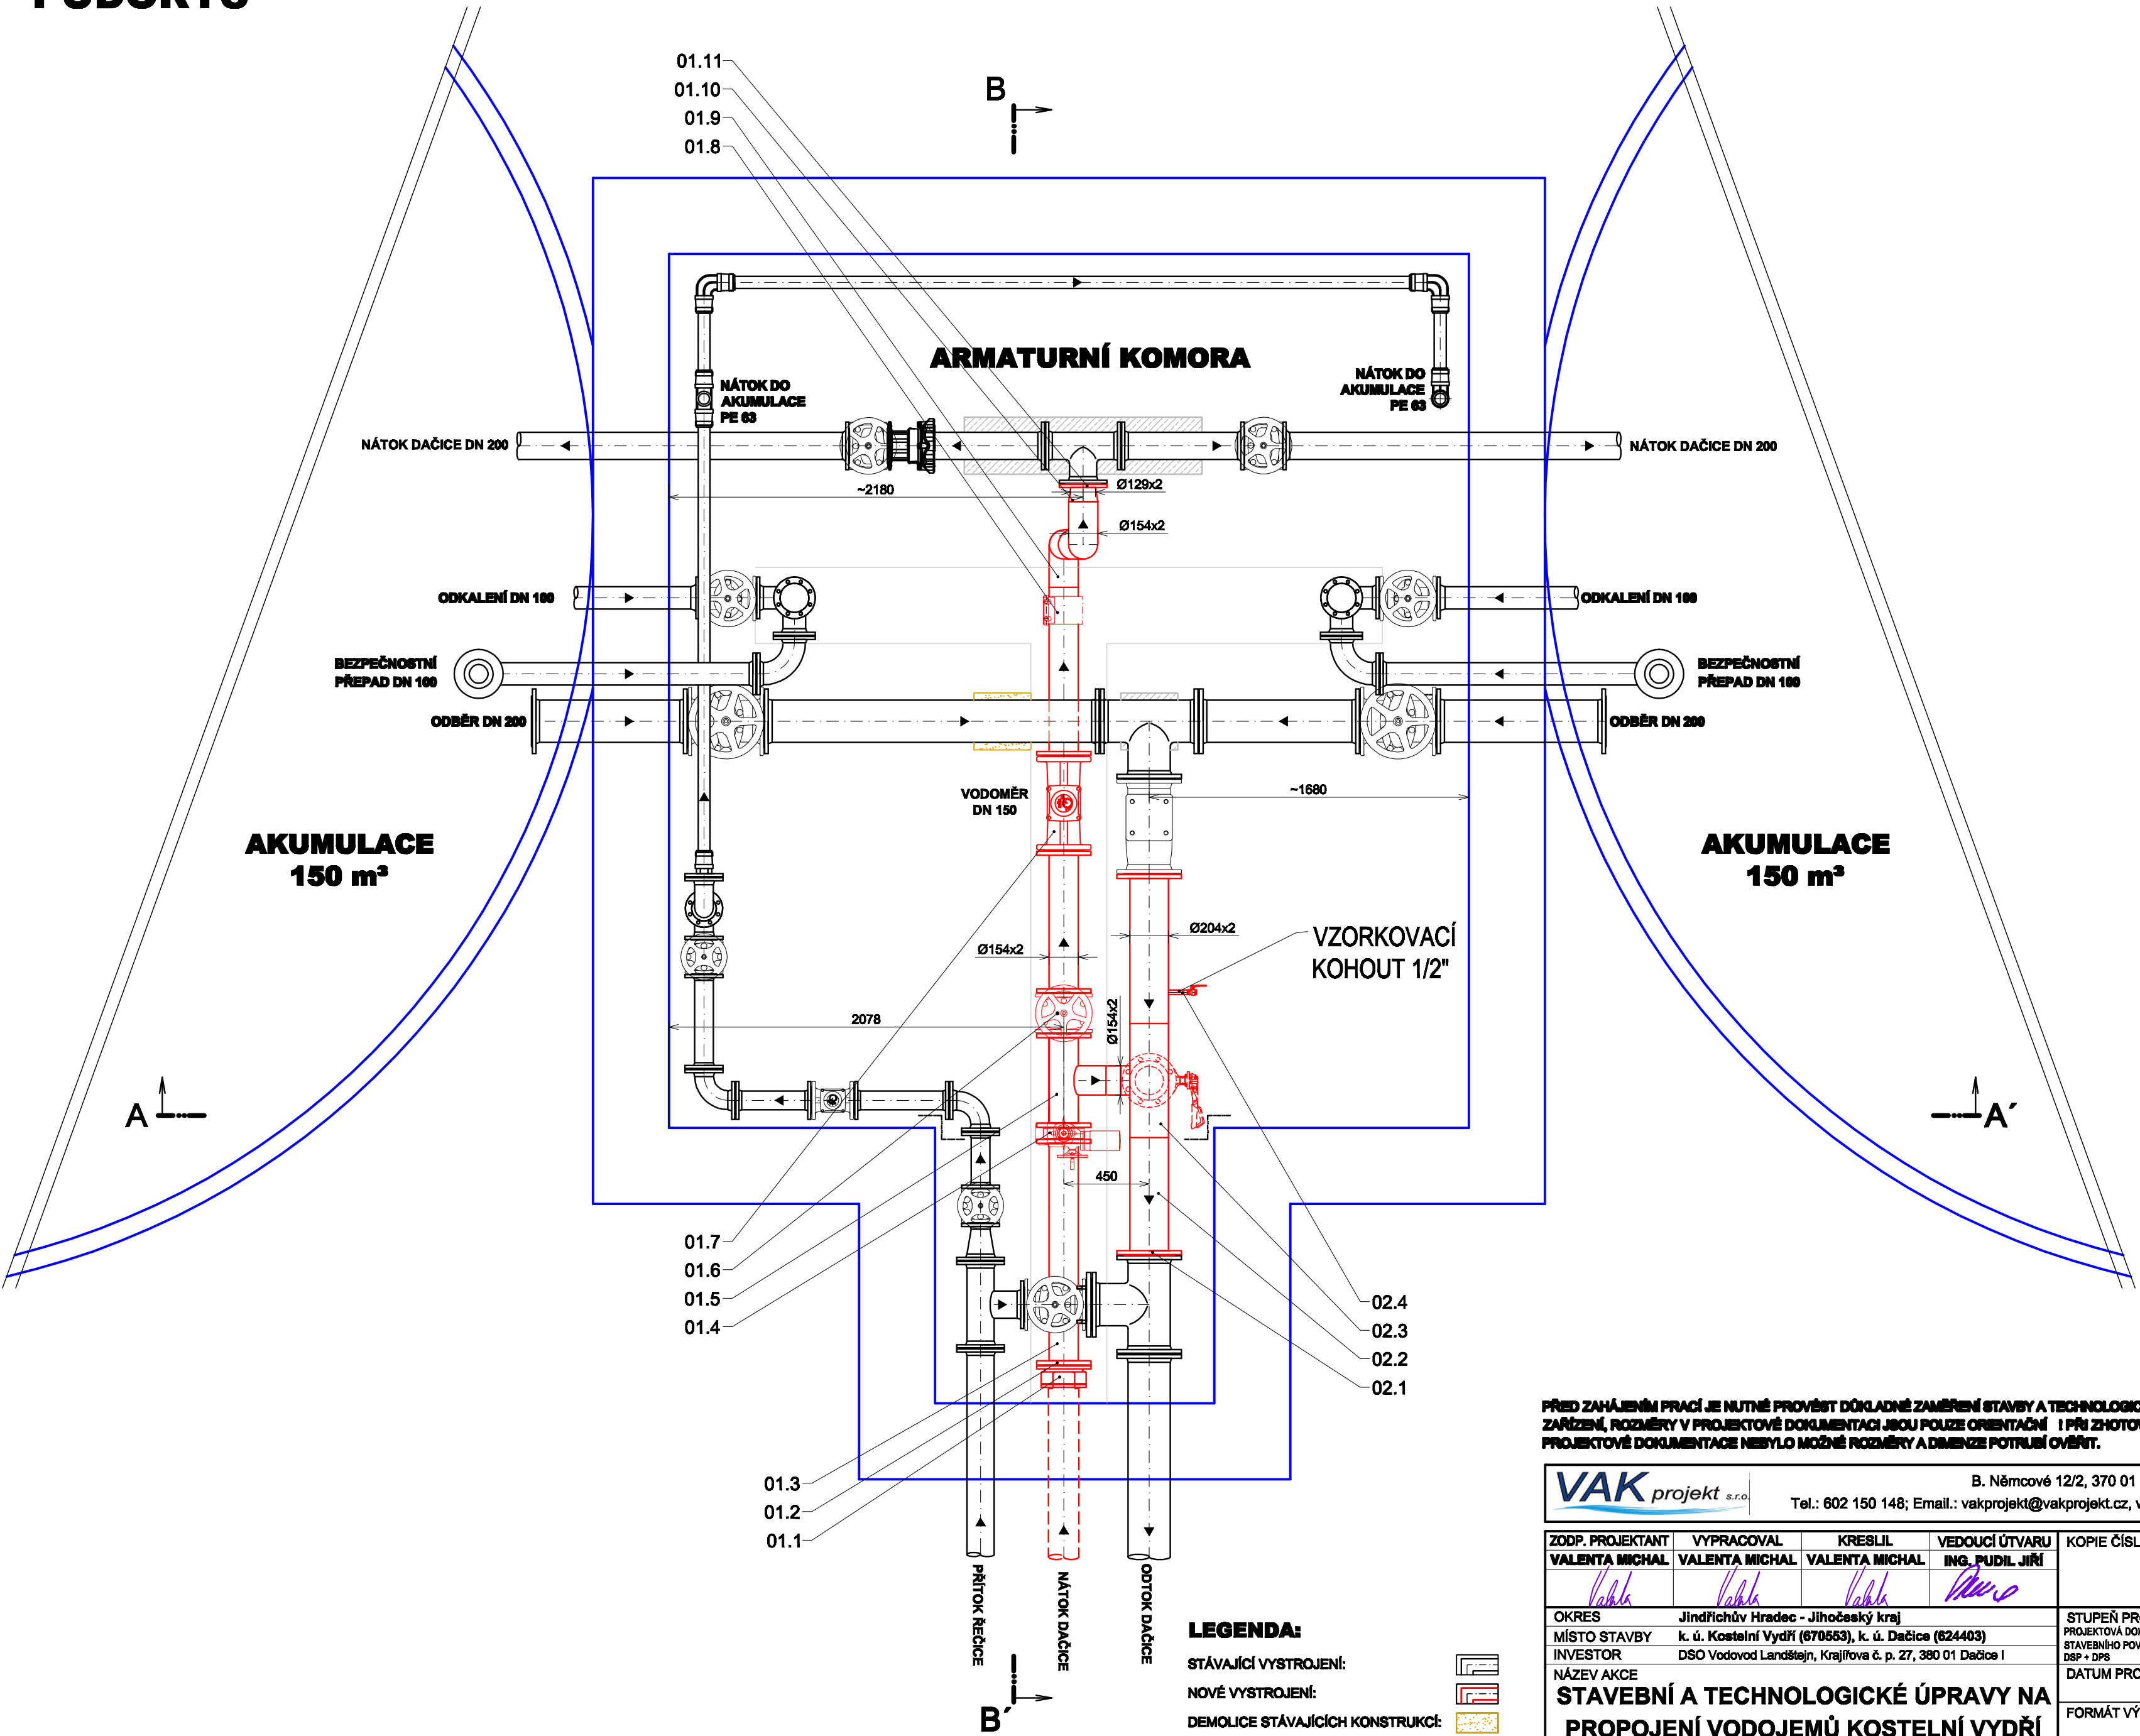 01.11
01.10
01.9
01.8
B
ARMATURNÍ KOMORA
NÁTOK DO
AKUMULACE
PE 63
NÁTOK DO
AKUMULACE
PE 63
NÁTOK DAČICE DN 200
NÁTOK DAČICE DN 200
~2180
Ø129x2
Ø154x2
ODKALENÍ DN 100
ODKALENÍ DN 100
BEZPEČNOSTNÍ
PŘEPAD DN 100
BEZPEČNOSTNÍ
PŘEPAD DN 100
ODBĚR DN 200
ODBĚR DN 200
VODOMĚR
DN 150
~1680
AKUMULACE
150 m³
AKUMULACE
150 m³
Ø154x2
Ø204x2
VZORKOVACÍ
KOHOUT 1/2"
2078
Ø154x2
A
A´
450
01.7
01.6
01.5
01.4
02.4
02.3
02.2
02.1
01.3
01.2
01.1
PŘÍTOK ŘEČICE
NÁTOK DAČICE
ODTOK DAČICE
B´
LEGENDA:
STÁVAJÍCÍ VYSTROJENÍ:
NOVÉ VYSTROJENÍ:
DEMOLICE STÁVAJÍCÍCH KONSTRUKCÍ:
PŘED ZAHÁJENÍM PRACÍ JE NUTNÉ PROVÉST DŮKLADNÉ ZAMĚŘENÍ STAVBY A TECHNOLOGIC
ZAŘÍZENÍ, ROZMĚRY V PROJEKTOVÉ DOKUMENTACI JSOU POUZE ORIENTAČNÍ ! PŘI ZHOTOV
PROJEKTOVÉ DOKUMENTACE NEBYLO MOŽNÉ ROZMĚRY A DIMENZE POTRUBÍ OVĚŘIT.
VAK projekt s.r.o.
B. Němcové 12/2, 370 01
Tel.: 602 150 148; Email.: vakprojekt@vakprojekt.cz, w
ZODP. PROJEKTANT VYPRACOVAL KRESLIL VEDOUCÍ ÚTVARU KOPIE ČÍSL
VALENTA MICHAL VALENTA MICHAL VALENTA MICHAL ING. PUDIL JIŘÍ
OKRES Jindřichův Hradec - Jihočeský kraj
MÍSTO STAVBY k. ú. Kostelní Vydří (670553), k. ú. Dačice (624403)
INVESTOR DSO Vodovod Landštejn, Krajířova č. p. 27, 380 01 Dačice I
STUPEŇ PR
PROJEKTOVÁ DO
STAVEBNÍHO POV
DSP + DPS
NÁZEV AKCE
STAVEBNÍ A TECHNOLOGICKÉ ÚPRAVY NA
PROPOJENÍ VODOJEMŮ KOSTELNÍ VYDŘÍ
DATUM PRO
FORMÁT VÝ